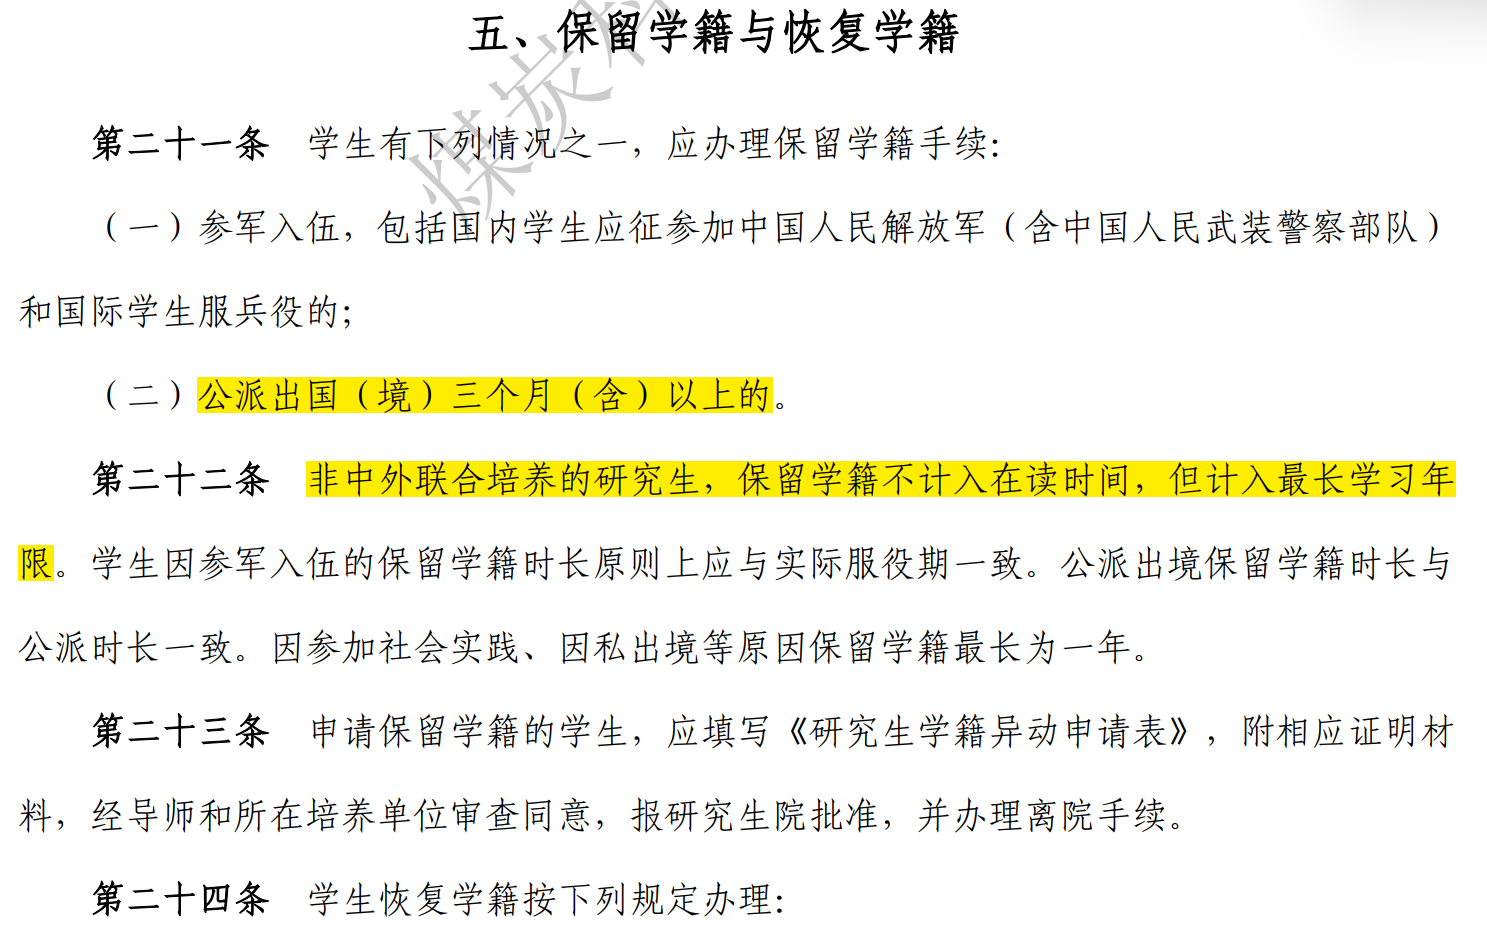 五、保留学籍与恢复学籍
第二十一条 学生有下列情况之一，应办理保留学籍手续：
（一）参军入伍，包括国内学生应征参加中国人民解放军（含中国人民武装警察部队）
和国际学生服兵役的；
（二）公派出国（境）三个月（含）以上的。
第二十二条 非中外联合培养的研究生，保留学籍不计入在读时间，但计入最长学习年
限。学生因参军入伍的保留学籍时长原则上应与实际服役期一致。公派出境保留学籍时长与
公派时长一致。因参加社会实践、因私出境等原因保留学籍最长为一年。
第二十三条 申请保留学籍的学生，应填写《研究生学籍异动申请表》，附相应证明材
料，经导师和所在培养单位审查同意，报研究生院批准，并办理离院手续。
第二十四条 学生恢复学籍按下列规定办理：
煤炭